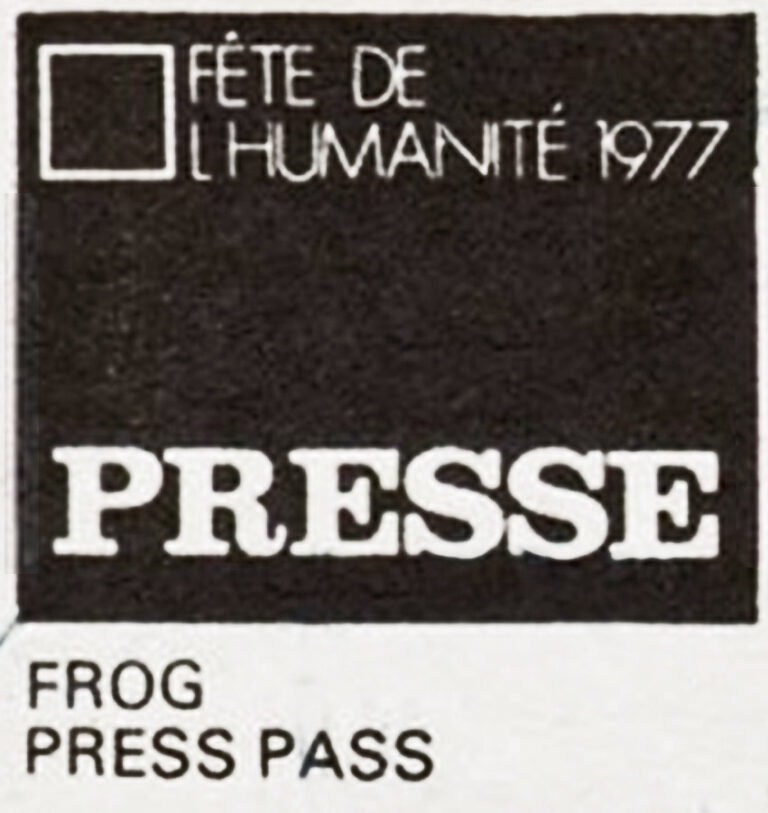 FÊTE DE
L'HUMANITÉ 1977
PRESSE
FROG
PRESS PASS